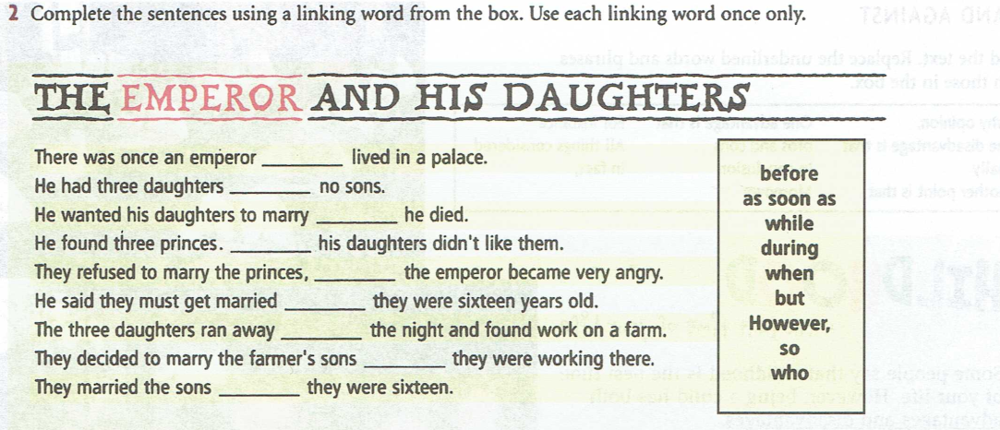 2 Complete the sentences using a linking word from the box. Use each linking word once only.
THE EMPEROR AND HIS DAUGHTERS
There was once an emperor ________ lived in a palace.
He had three daughters ________ no sons.
He wanted his daughters to marry ________ he died.
He found three princes. ________ his daughters didn't like them.
They refused to marry the princes, ________ the emperor became very angry.
He said they must get married ________ they were sixteen years old.
The three daughters ran away ________ the night and found work on a farm.
They decided to marry the farmer's sons ________ they were working there.
They married the sons ________ they were sixteen.
before
as soon as
while
during
when
but
However,
so
who